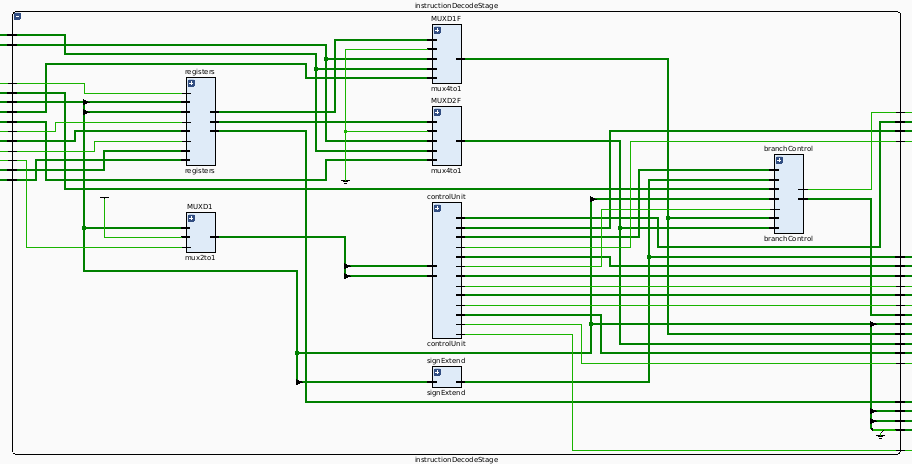 instructionDecodeStage
MUXD1F
mux4to1
registers
registers
MUXD2F
mux4to1
branchControl
branchControl
controlUnit
controlUnit
MUXD1
mux2to1
signExtend
signExtend
instructionDecodeStage